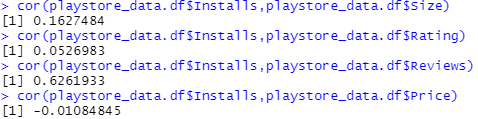 > cor(playstore_data.df$Installs,playstore_data.df$Size)
[1] 0.1627484
> cor(playstore_data.df$Installs,playstore_data.df$Rating)
[1] 0.0526983
> cor(playstore_data.df$Installs,playstore_data.df$Reviews)
[1] 0.6261933
> cor(playstore_data.df$Installs,playstore_data.df$Price)
[1] -0.01084845